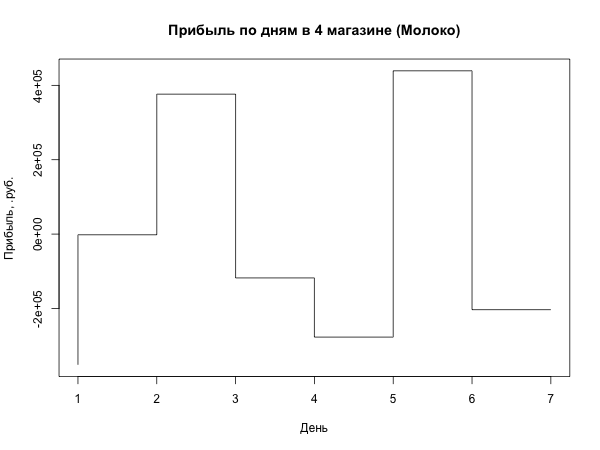 Прибыль по дням в 4 магазине (Молоко)
Прибыль, .руб.
4e+05
2e+05
0e+00
-2e+05
1 2 3 4 5 6 7
День